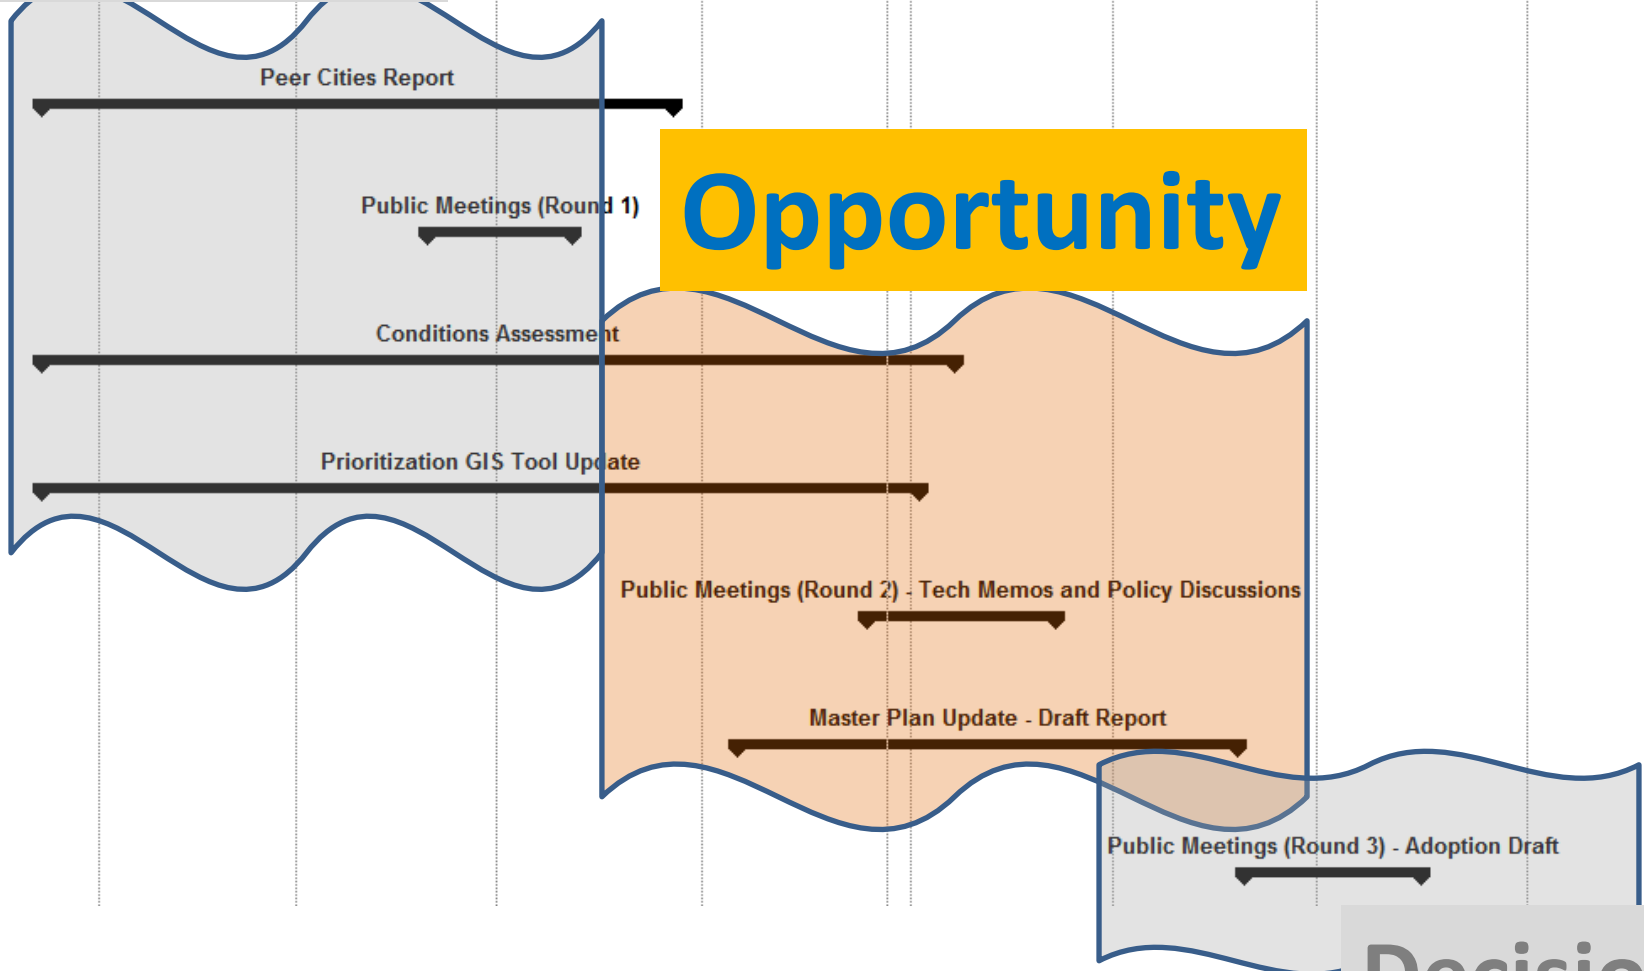 Peer Cities Report
Public Meetings (Round 1)
Opportunity
Conditions Assessment
Prioritization GIS Tool Update
Public Meetings (Round 2) - Tech Memos and Policy Discussions
Master Plan Update - Draft Report
Public Meetings (Round 3) - Adoption Draft